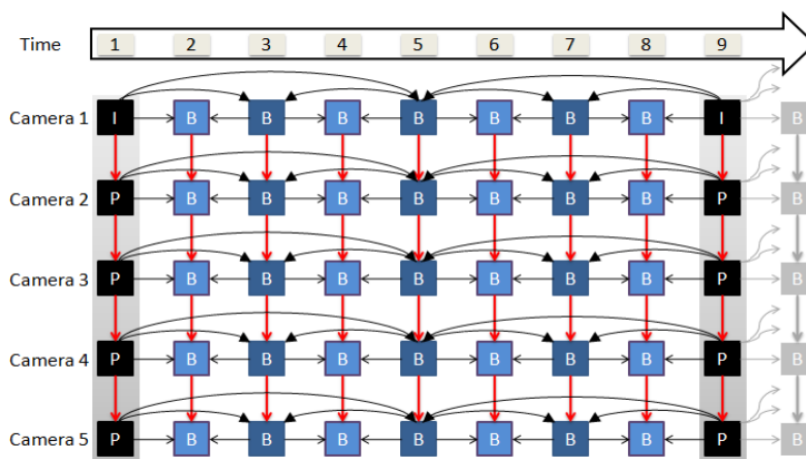 Time 1 2 3 4 5 6 7 8 9
Camera 1 I B B B B B B B I B
Camera 2 P B B B B B B B P B
Camera 3 P B B B B B B B P B
Camera 4 P B B B B B B B P B
Camera 5 P B B B B B B B P B